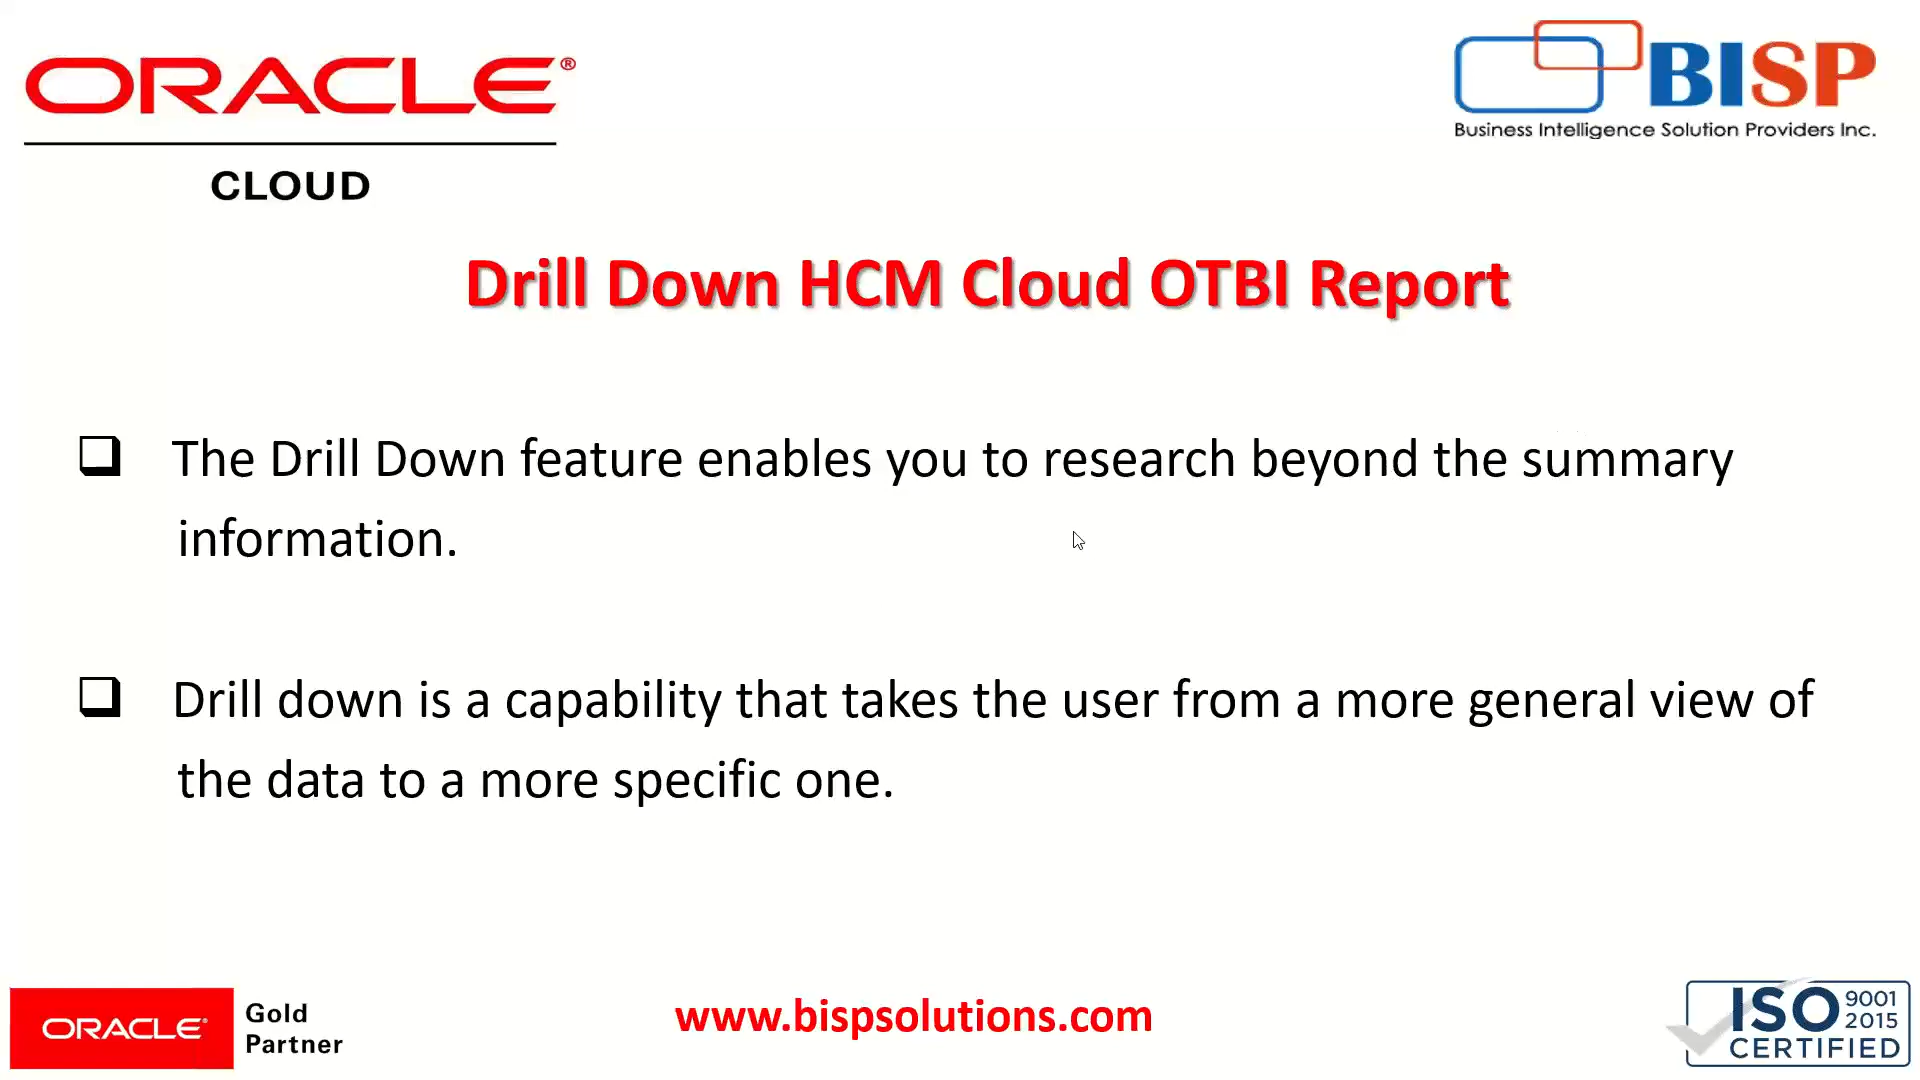 ORACLE®
CLOUD
BISP
Business Intelligence Solution Providers Inc.
Drill Down HCM Cloud OTBI Report
The Drill Down feature enables you to research beyond the summary
information.
Drill down is a capability that takes the user from a more general view of
the data to a more specific one.
ORACLE®
Gold
Partner
www.bispsolutions.com
ISO 9001
2015
CERTIFIED